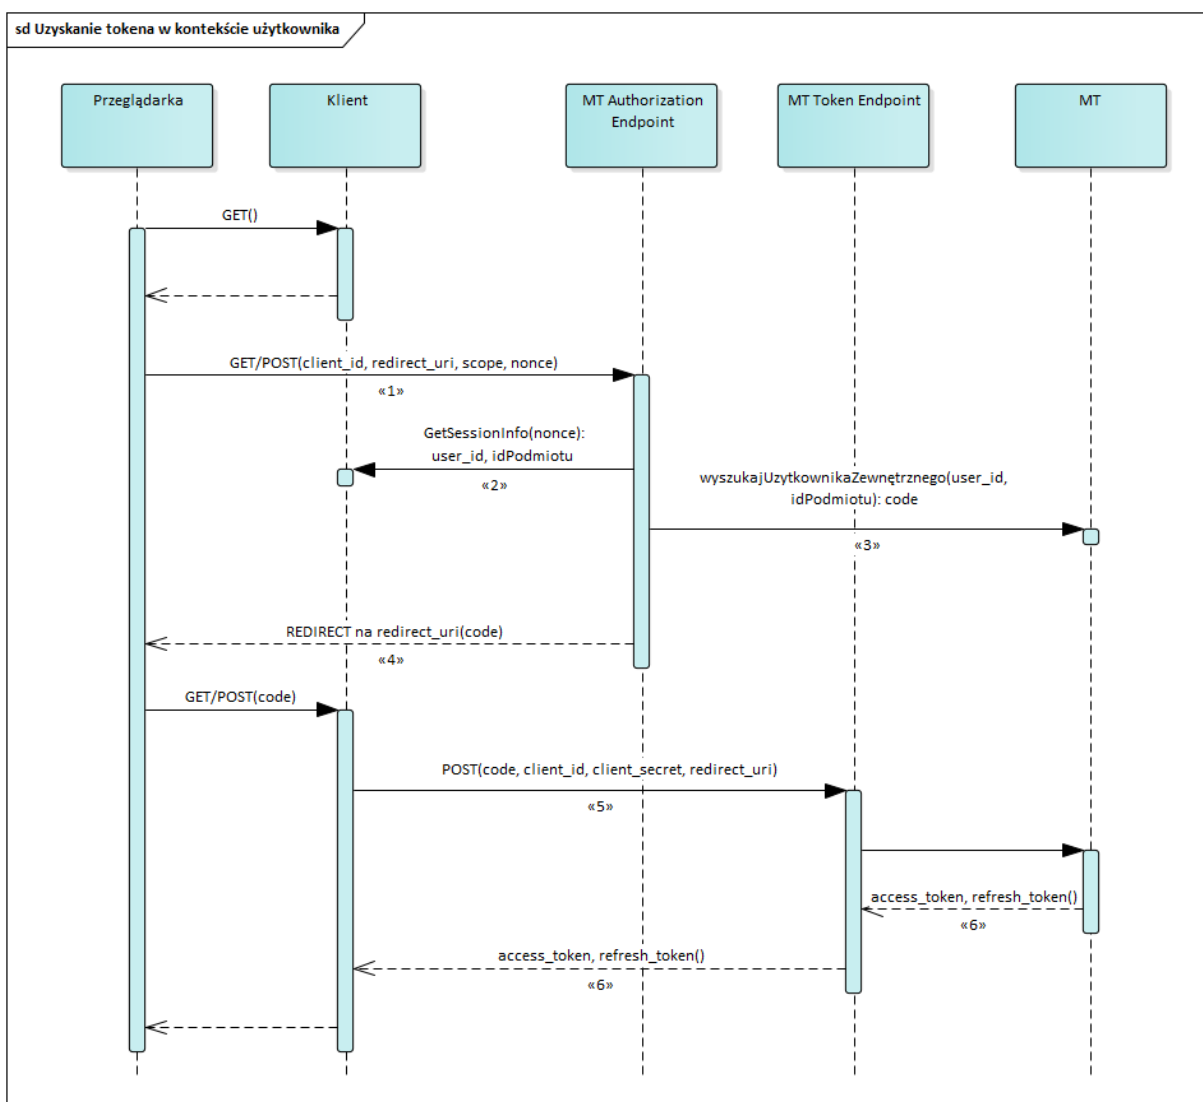 sd Uzyskanie tokena w kontekście użytkownika
Przeglądarka
Klient
MT Authorization
Endpoint
MT Token Endpoint
MT
GET()
GET/POST(client_id, redirect_uri, scope, nonce)
«1»
GetSessionInfo(nonce):
user_id, idPodmiotu
«2»
wyszukajUzytkownikaZewnętrznego(user_id,
idPodmiotu): code
«3»
REDIRECT na redirect_uri(code)
«4»
GET/POST(code)
POST(code, client_id, client_secret, redirect_uri)
«5»
access_token, refresh_token()
«6»
access_token, refresh_token()
«6»